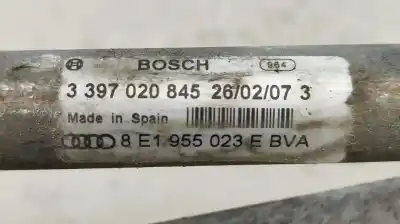 BOSCH 964
3 397 020 845 26/02/07 3
Made in Spain
8 E1 955 023 E BVA